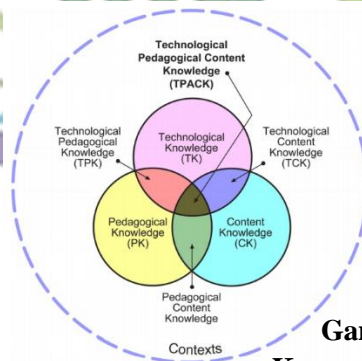 Technological
Pedagogical Content
Knowledge
(TPACK)
Technological
Pedagogical
Knowledge
(TPK)
Technological
Knowledge
(TK)
Technological
Content
Knowledge
(TCK)
Pedagogical
Knowledge
(PK)
Content
Knowledge
(CK)
Pedagogical
Content
Knowledge
Contexts